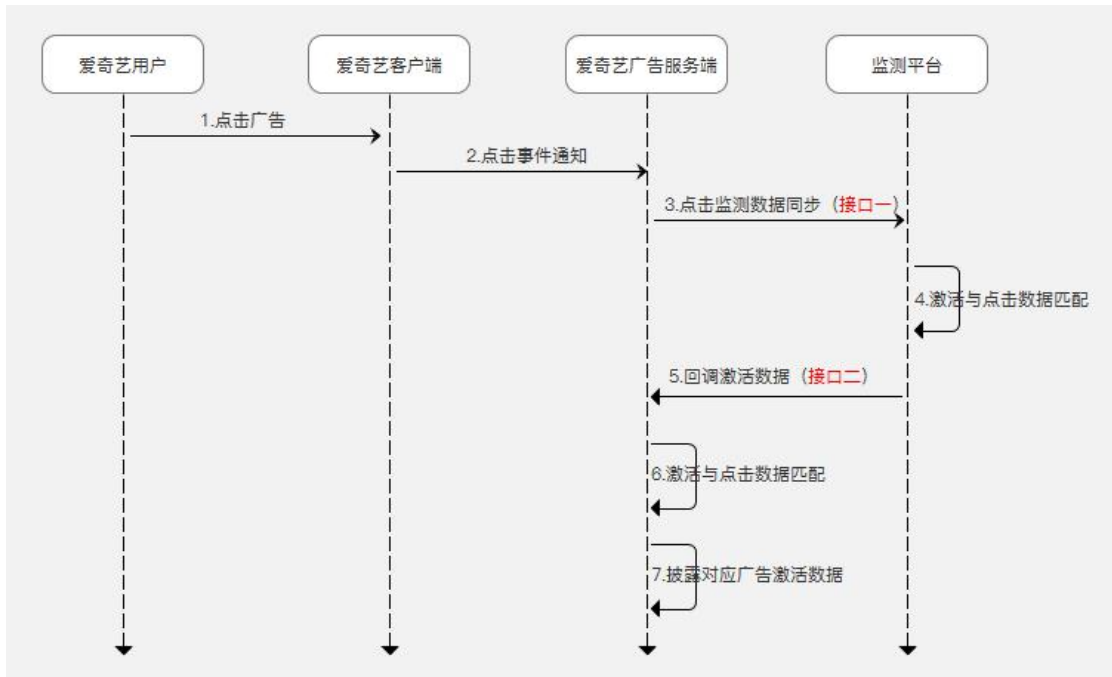 爱奇艺用户
爱奇艺客户端
爱奇艺广告服务端
监测平台
1.点击广告
2.点击事件通知
3.点击监测数据同步（接口一）
4.激活与点击数据匹配
5.回调激活数据（接口二）
6.激活与点击数据匹配
7.披露对应广告激活数据